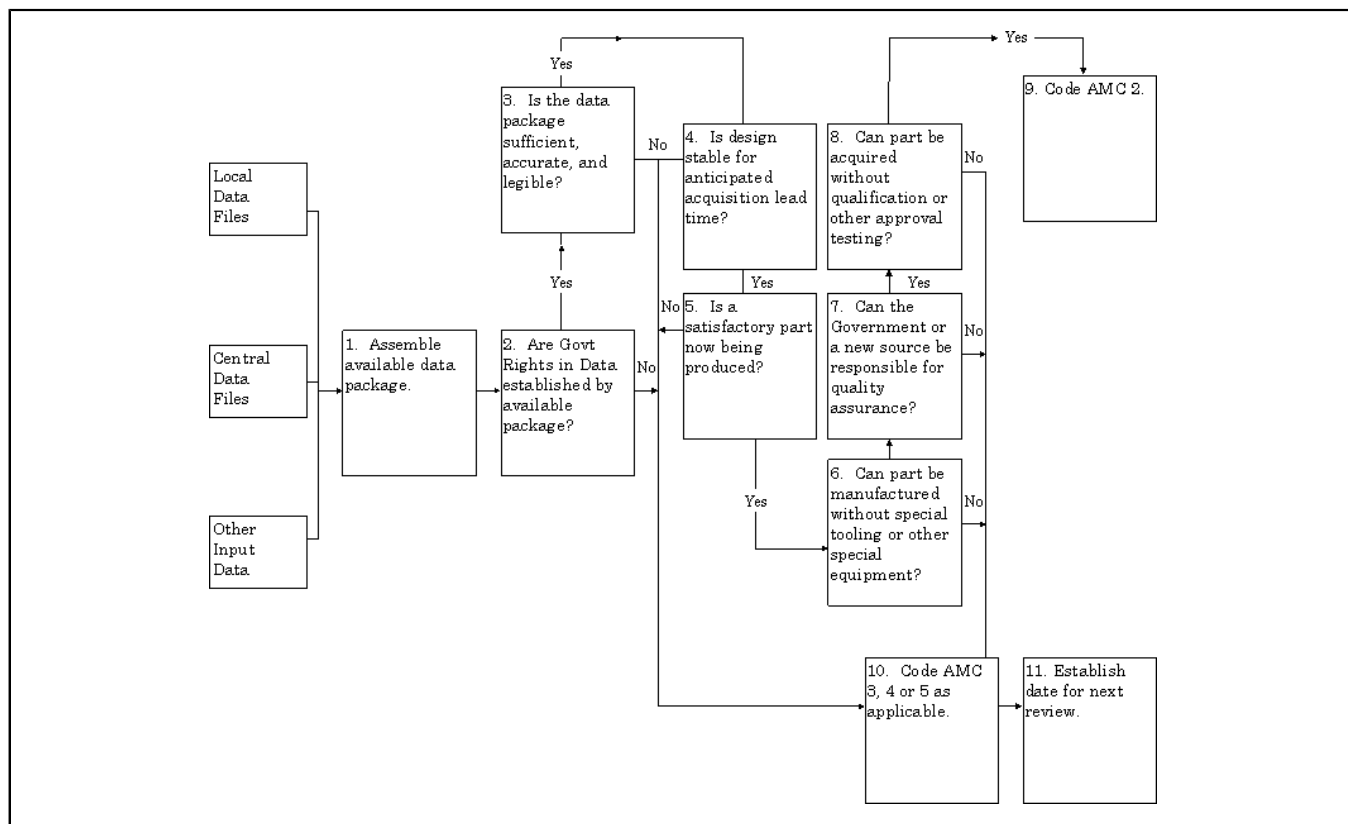 Local
Data
Files
Central
Data
Files
Other
Input
Data
1. Assemble
available data
package.
2. Are Govt
Rights in Data
established by
available
package?
No
Yes
3. Is the data
package
sufficient,
accurate, and
legible?
No
Yes
4. Is design
stable for
anticipated
acquisition lead
time?
Yes
5. Is a
satisfactory part
now being
produced?
No
Yes
6. Can part be
manufactured
without special
tooling or other
special
equipment?
No
7. Can the
Government or
a new source be
responsible for
quality
assurance?
No
Yes
8. Can part be
acquired
without
qualification or
other approval
testing?
No
Yes
9. Code AMC 2.
10. Code AMC
3, 4 or 5 as
applicable.
11. Establish
date for next
review.